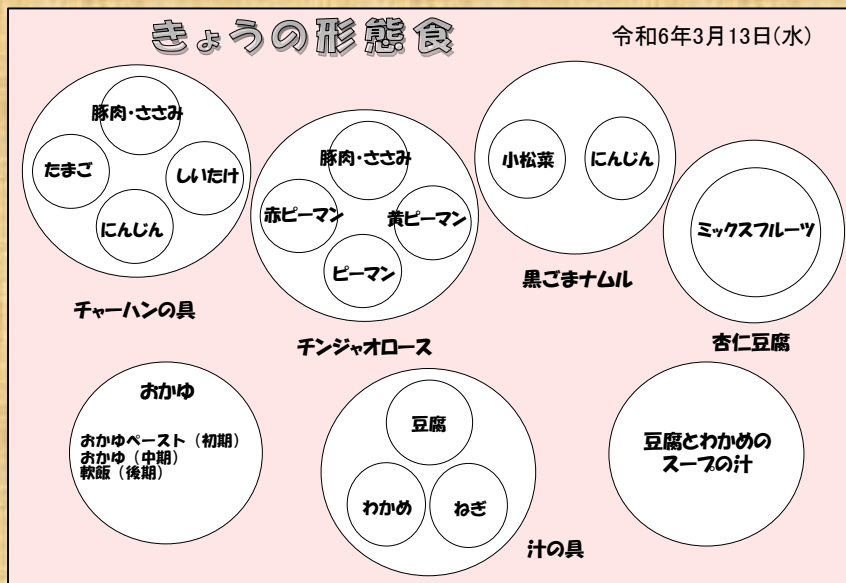 きょうの形態食
令和6年3月13日(水)
豚肉・ささみ
たまご
しいたけ
にんじん
チャーハンの具
豚肉・ささみ
赤ピーマン
黄ピーマン
ピーマン
チンジャオロース
小松菜
にんじん
黒ごまナムル
ミックスフルーツ
杏仁豆腐
おかゆ
おかゆペースト（初期）
おかゆ（中期）
軟飯（後期）
豆腐
わかめ
ねぎ
汁の具
豆腐とわかめの
スープの汁